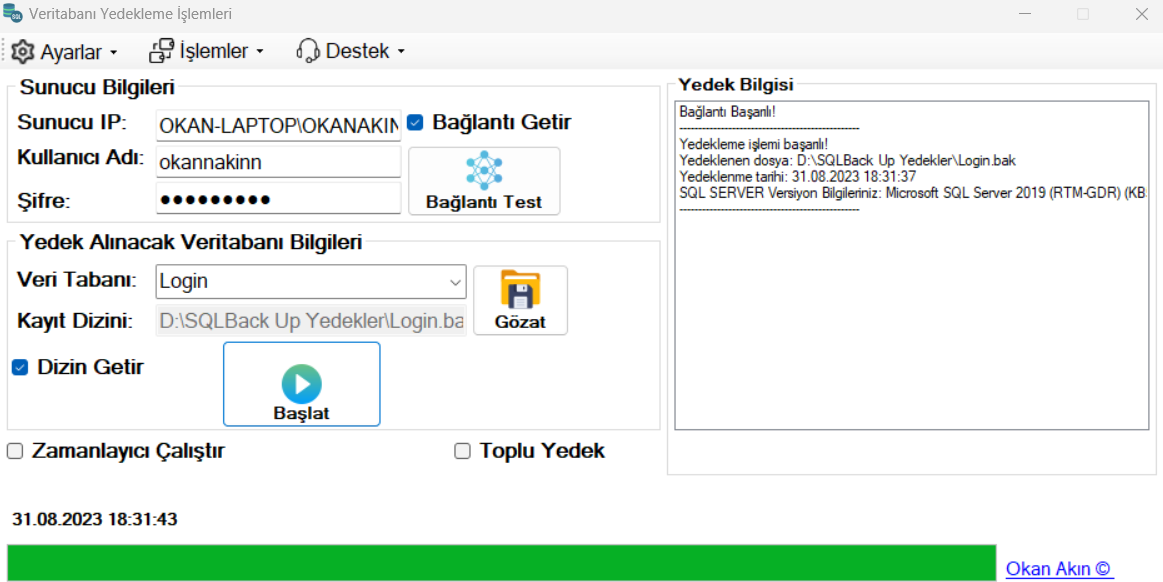 Veritabanı Yedekleme İşlemleri
Ayarlar
İşlemler
Destek
Sunucu Bilgileri
Sunucu IP:
OKAN-LAPTOP\OKANAKIN
Bağlantı Getir
Kullanıcı Adı:
okannakinn
Şifre:
●●●●●●●●●
Bağlantı Test
Yedek Alınacak Veritabanı Bilgileri
Veri Tabanı:
Login
Kayıt Dizini:
D:\SQLBack Up Yedekler\Login.ba
Gözat
Dizin Getir
Başlat
Zamanlayıcı Çalıştır
Toplu Yedek
Yedek Bilgisi
Bağlantı Başarılı!
------------------------------------------------
Yedekleme işlemi başarılı!
Yedeklenen dosya: D:\SQLBack Up Yedekler\Login.bak
Yedeklenme tarihi: 31.08.2023 18:31:37
SQL SERVER Versiyon Bilgileriniz: Microsoft SQL Server 2019 (RTM-GDR) (KB
------------------------------------------------
31.08.2023 18:31:43
Okan Akın ©